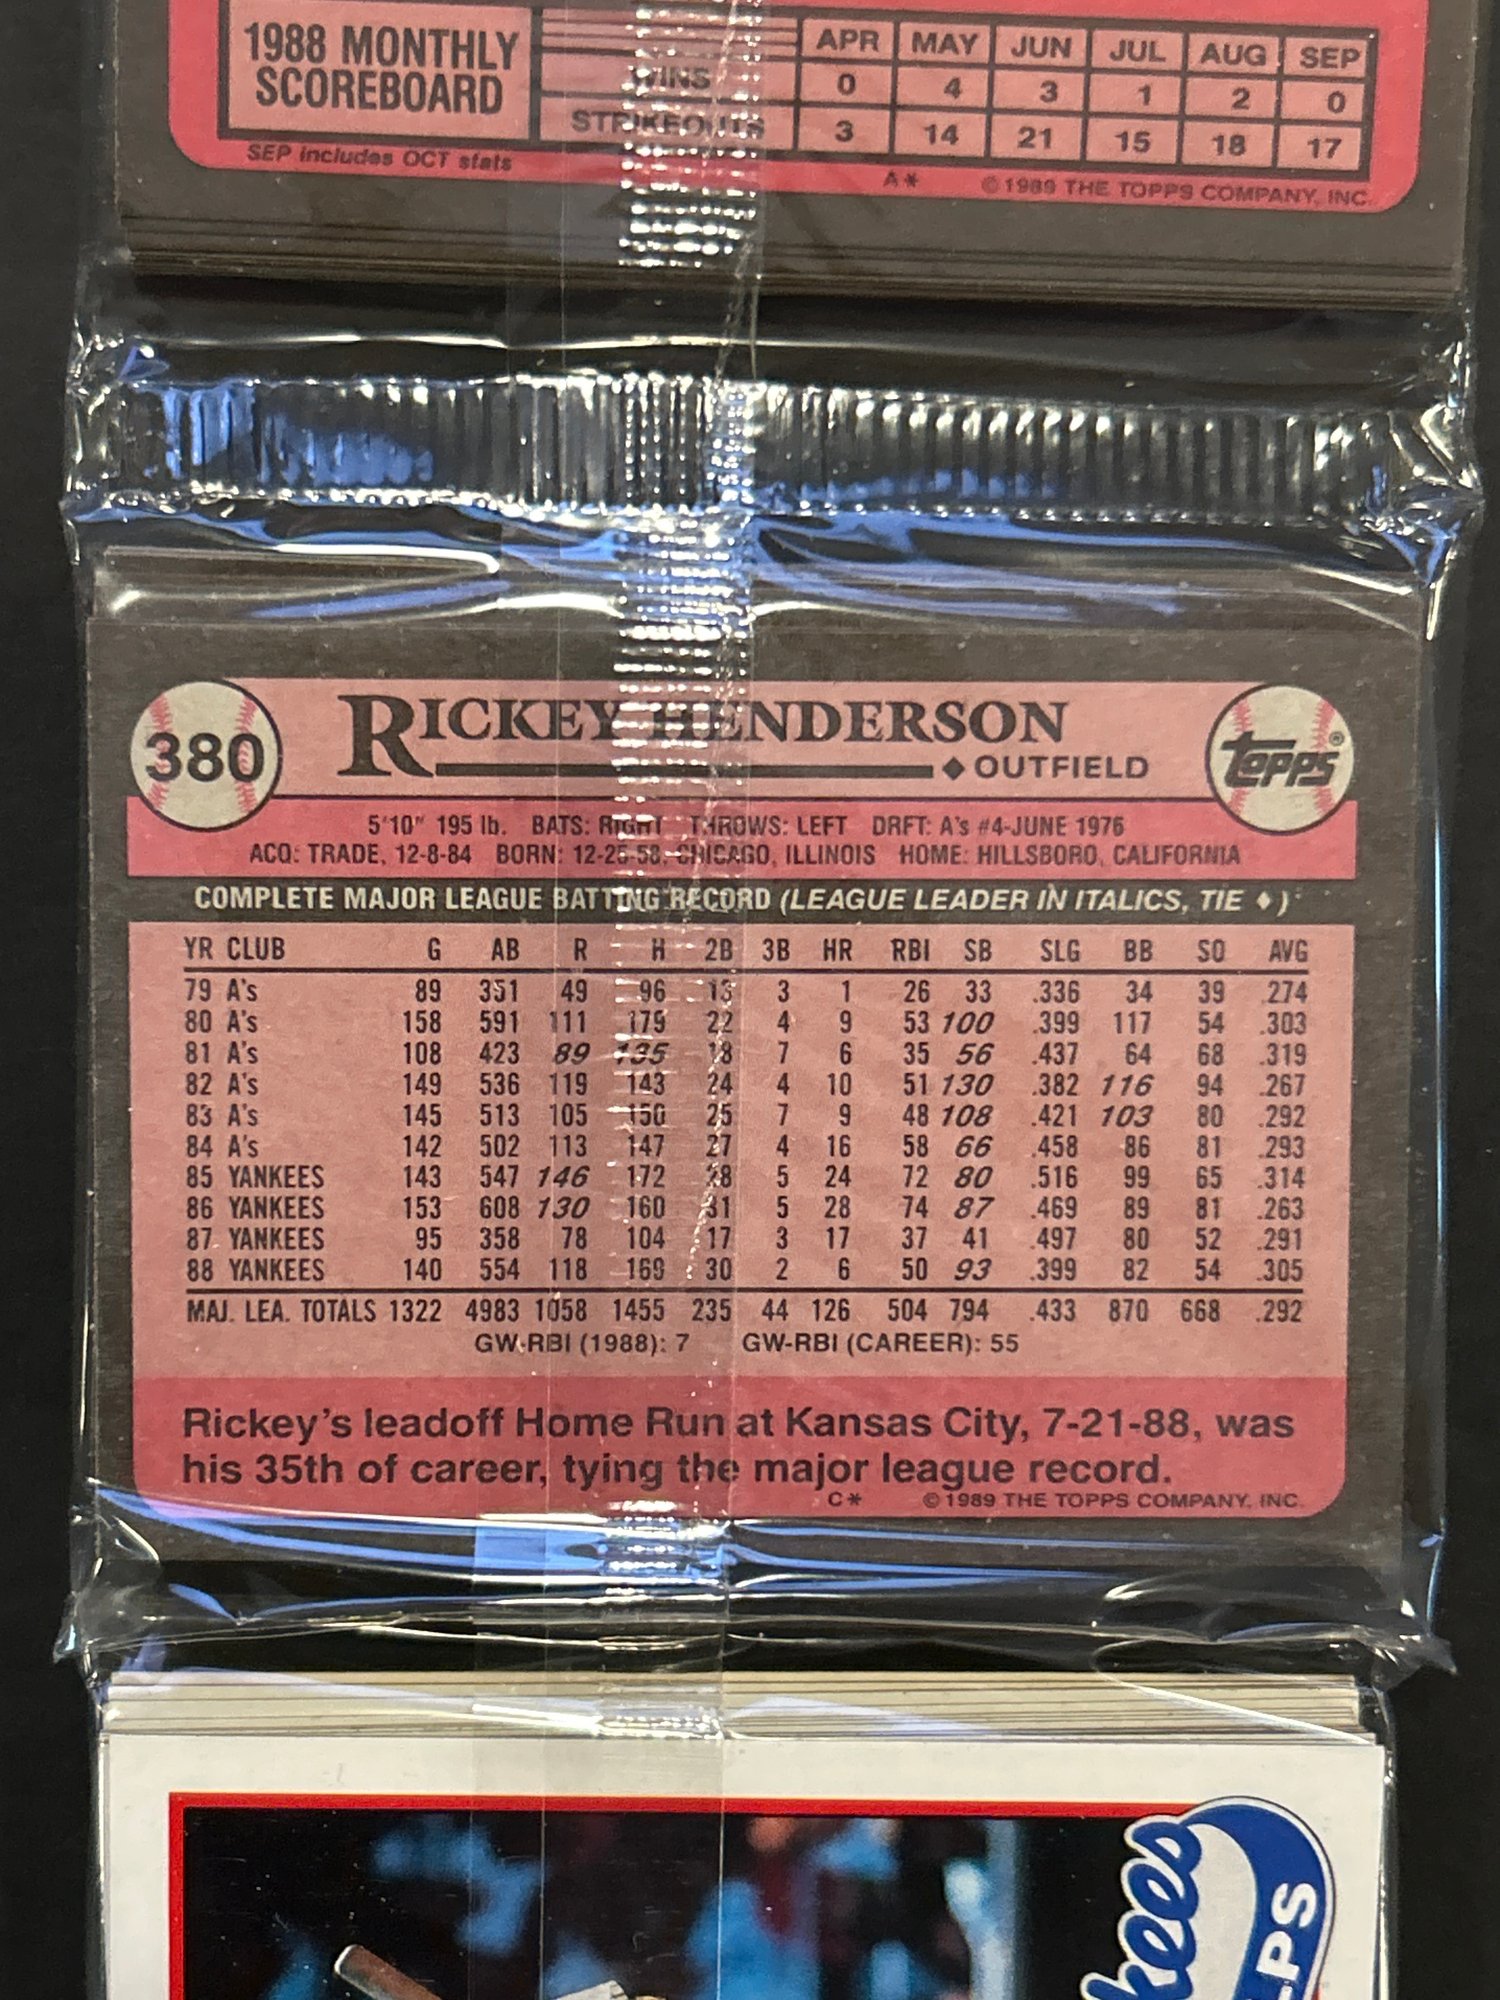 1988 MONTHLY SCOREBOARD
APR MAY JUN JUL AUG SEP
WINS 0 4 3 1 2 0
STRIKEOUTS 3 14 21 15 18 17
SEP includes OCT stats
A* © 1989 THE TOPPS COMPANY, INC.
380
RICKEY HENDERSON
◆ OUTFIELD
topps®
5'10" 195 lb. BATS: RIGHT THROWS: LEFT DRFT: A's #4-JUNE 1976
ACQ: TRADE, 12-8-84 BORN: 12-25-58, CHICAGO, ILLINOIS HOME: HILLSBORO, CALIFORNIA
COMPLETE MAJOR LEAGUE BATTING RECORD (LEAGUE LEADER IN ITALICS, TIE ♦)
YR CLUB G AB R H 2B 3B HR RBI SB SLG BB SO AVG
79 A's 89 351 49 96 13 3 1 26 33 .336 34 39 .274
80 A's 158 591 111 179 22 4 9 53 100 .399 117 54 .303
81 A's 108 423 89 135 18 7 6 35 56 .437 64 68 .319
82 A's 149 536 119 143 24 4 10 51 130 .382 116 94 .267
83 A's 145 513 105 150 25 7 9 48 108 .421 103 80 .292
84 A's 142 502 113 147 27 4 16 58 66 .458 86 81 .293
85 YANKEES 143 547 146 172 28 5 24 72 80 .516 99 65 .314
86 YANKEES 153 608 130 160 31 5 28 74 87 .469 89 81 .263
87 YANKEES 95 358 78 104 17 3 17 37 41 .497 80 52 .291
88 YANKEES 140 554 118 169 30 2 6 50 93 .399 82 54 .305
MAJ. LEA. TOTALS 1322 4983 1058 1455 235 44 126 504 794 .433 870 668 .292
GW-RBI (1988): 7 GW-RBI (CAREER): 55
Rickey's leadoff Home Run at Kansas City, 7-21-88, was
his 35th of career, tying the major league record.
C* © 1989 THE TOPPS COMPANY, INC.